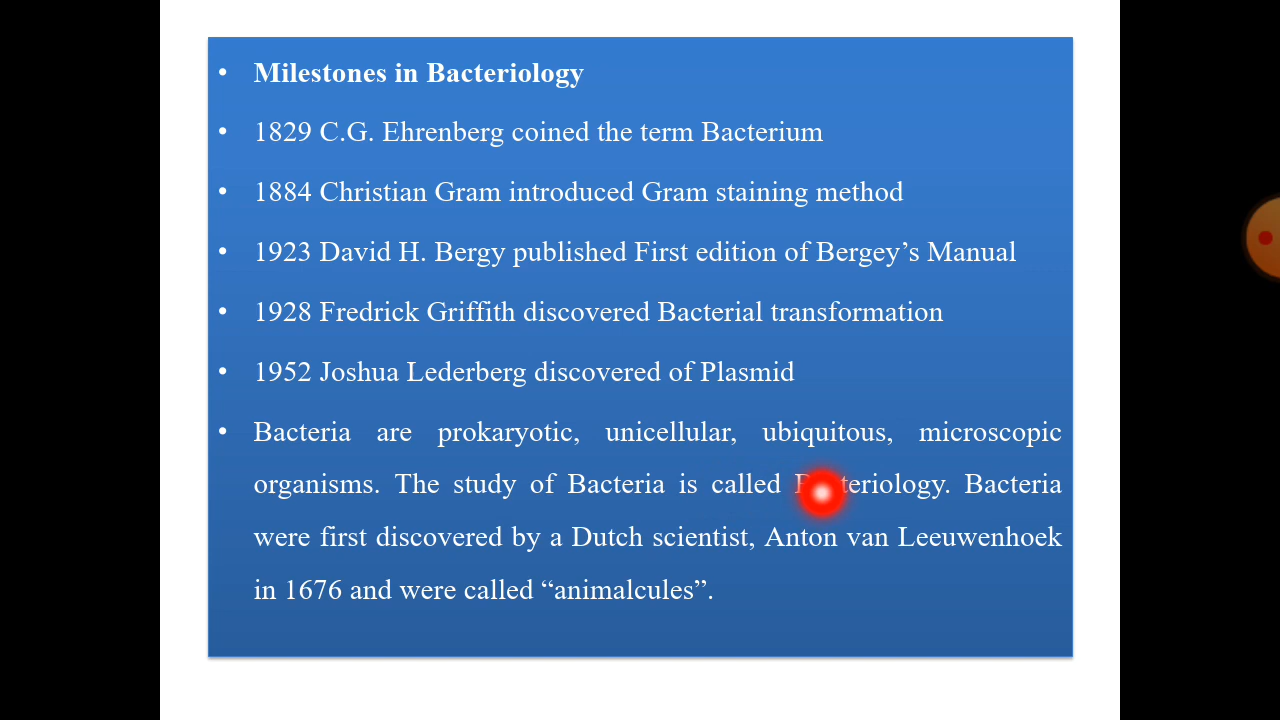 • Milestones in Bacteriology
• 1829 C.G. Ehrenberg coined the term Bacterium
• 1884 Christian Gram introduced Gram staining method
• 1923 David H. Bergy published First edition of Bergey’s Manual
• 1928 Fredrick Griffith discovered Bacterial transformation
• 1952 Joshua Lederberg discovered of Plasmid
• Bacteria are prokaryotic, unicellular, ubiquitous, microscopic
organisms. The study of Bacteria is called Bacteriology. Bacteria
were first discovered by a Dutch scientist, Anton van Leeuwenhoek
in 1676 and were called “animalcules”.